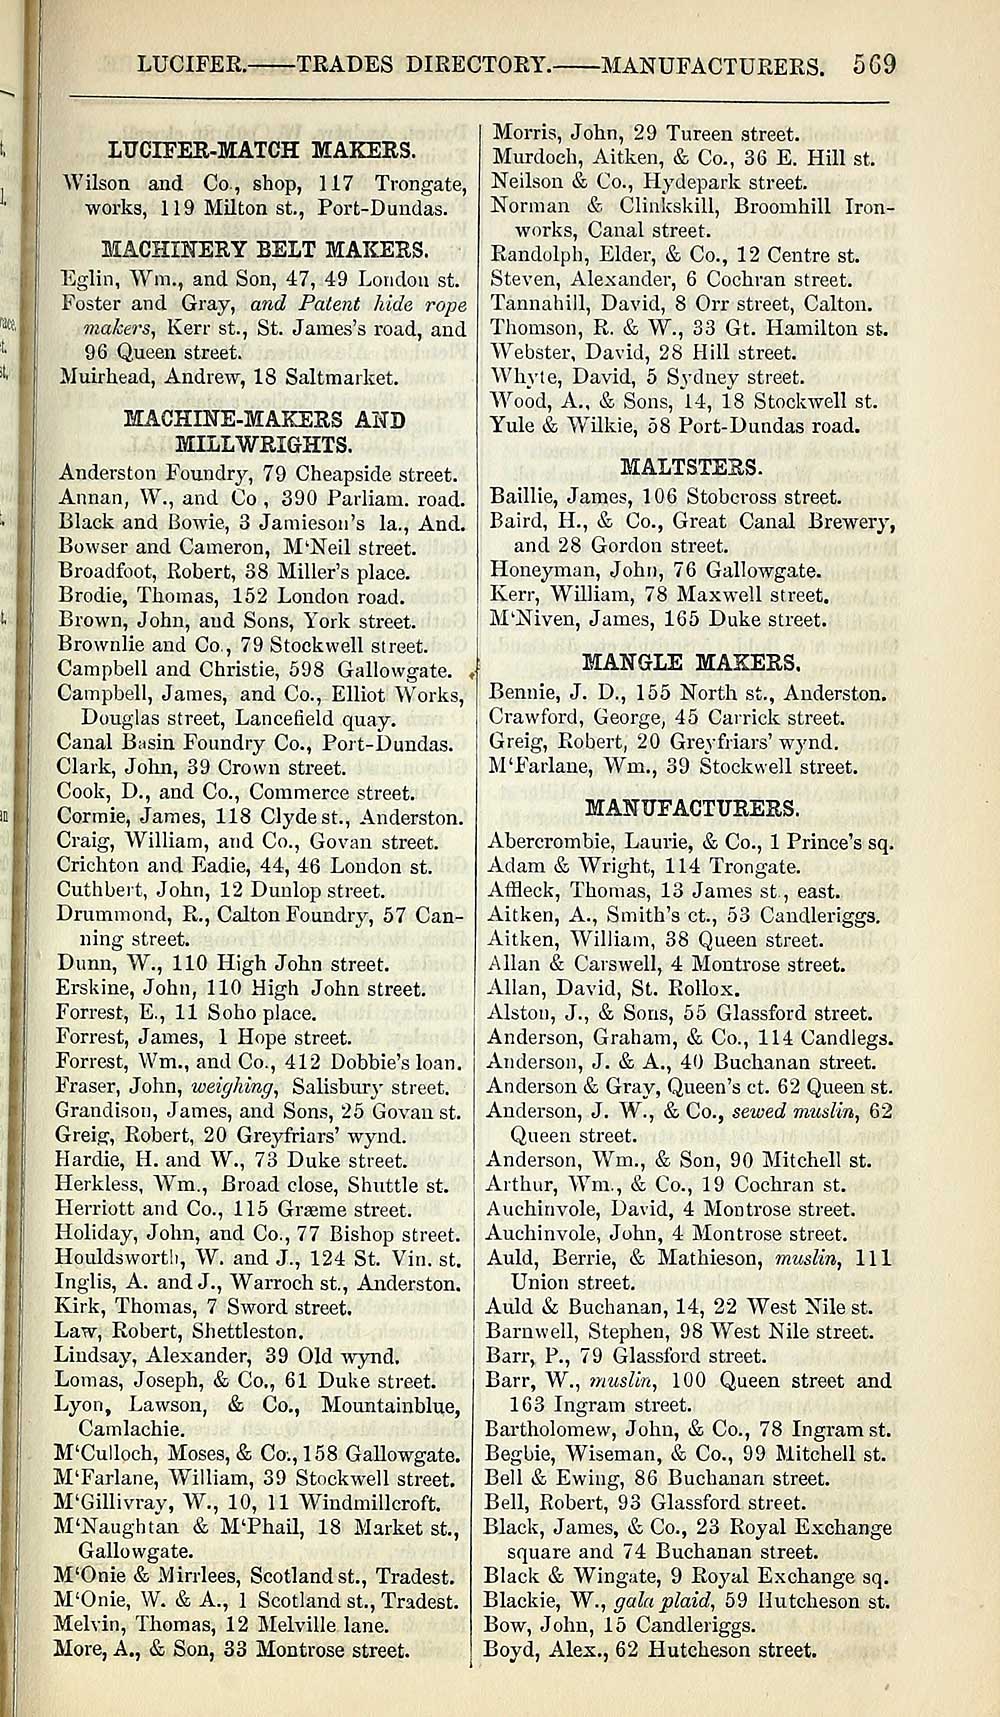 LUCIFER.——TRADES DIRECTORY.——MANUFACTURERS. 569
LUCIFER-MATCH MAKERS.
Wilson and Co., shop, 117 Trongate,
works, 119 Milton st., Port-Dundas.
MACHINERY BELT MAKERS.
Eglin, Wm., and Son, 47, 49 London st.
Foster and Gray, and Patent hide rope
makers, Kerr st., St. James's road, and
96 Queen street.
Muirhead, Andrew, 18 Saltmarket.
MACHINE-MAKERS AND
MILLWRIGHTS.
Anderston Foundry, 79 Cheapside street.
Annan, W., and Co , 390 Parliam. road.
Black and Bowie, 3 Jamieson's la., And.
Bowser and Cameron, M'Neil street.
Broadfoot, Robert, 38 Miller's place.
Brodie, Thomas, 152 London road.
Brown, John, and Sons, York street.
Brownlie and Co., 79 Stockwell street.
Campbell and Christie, 598 Gallowgate.
Campbell, James, and Co., Elliot Works,
Douglas street, Lancefield quay.
Canal Basin Foundry Co., Port-Dundas.
Clark, John, 39 Crown street.
Cook, D., and Co., Commerce street.
Cormie, James, 118 Clyde st., Anderston.
Craig, William, and Co., Govan street.
Crichton and Eadie, 44, 46 London st.
Cuthbert, John, 12 Dunlop street.
Drummond, R., Calton Foundry, 57 Can-
ning street.
Dunn, W., 110 High John street.
Erskine, John, 110 High John street.
Forrest, E., 11 Soho place.
Forrest, James, 1 Hope street.
Forrest, Wm., and Co., 412 Dobbie's loan.
Fraser, John, weighing, Salisbury street.
Grandison, James, and Sons, 25 Govan st.
Greig, Robert, 20 Greyfriars' wynd.
Hardie, H. and W., 73 Duke street.
Herkless, Wm., Broad close, Shuttle st.
Herriott and Co., 115 Græme street.
Holiday, John, and Co., 77 Bishop street.
Houldsworth, W. and J., 124 St. Vin. st.
Inglis, A. and J., Warroch st., Anderston.
Kirk, Thomas, 7 Sword street.
Law, Robert, Shettleston.
Lindsay, Alexander, 39 Old wynd.
Lomas, Joseph, & Co., 61 Duke street.
Lyon, Lawson, & Co., Mountainblue,
Camlachie.
M'Culloch, Moses, & Co., 158 Gallowgate.
M'Farlane, William, 39 Stockwell street.
M'Gillivray, W., 10, 11 Windmillcroft.
M'Naughtan & M'Phail, 18 Market st.,
Gallowgate.
M'Onie & Mirrlees, Scotland st., Tradest.
M'Onie, W. & A., 1 Scotland st., Tradest.
Melvin, Thomas, 12 Melville lane.
More, A., & Son, 33 Montrose street.
Morris, John, 29 Tureen street.
Murdoch, Aitken, & Co., 36 E. Hill st.
Neilson & Co., Hydepark street.
Norman & Clinkskill, Broomhill Iron-
works, Canal street.
Randolph, Elder, & Co., 12 Centre st.
Steven, Alexander, 6 Cochran street.
Tannahill, David, 8 Orr street, Calton.
Thomson, R. & W., 33 Gt. Hamilton st.
Webster, David, 28 Hill street.
Whyte, David, 5 Sydney street.
Wood, A., & Sons, 14, 18 Stockwell st.
Yule & Wilkie, 58 Port-Dundas road.
MALTSTERS.
Baillie, James, 106 Stobcross street.
Baird, H., & Co., Great Canal Brewery,
and 28 Gordon street.
Honeyman, John, 76 Gallowgate.
Kerr, William, 78 Maxwell street.
M'Niven, James, 165 Duke street.
MANGLE MAKERS.
Bennie, J. D., 155 North st., Anderston.
Crawford, George, 45 Carrick street.
Greig, Robert, 20 Greyfriars' wynd.
M'Farlane, Wm., 39 Stockwell street.
MANUFACTURERS.
Abercrombie, Laurie, & Co., 1 Prince's sq.
Adam & Wright, 114 Trongate.
Affleck, Thomas, 13 James st., east.
Aitken, A., Smith's ct., 53 Candleriggs.
Aitken, William, 38 Queen street.
Allan & Carswell, 4 Montrose street.
Allan, David, St. Rollox.
Alston, J., & Sons, 55 Glassford street.
Anderson, Graham, & Co., 114 Candlegs.
Anderson, J. & A., 40 Buchanan street.
Anderson & Gray, Queen's ct. 62 Queen st.
Anderson, J. W., & Co., sewed muslin, 62
Queen street.
Anderson, Wm., & Son, 90 Mitchell st.
Arthur, Wm., & Co., 19 Cochran st.
Auchinvole, David, 4 Montrose street.
Auchinvole, John, 4 Montrose street.
Auld, Berrie, & Mathieson, muslin, 111
Union street.
Auld & Buchanan, 14, 22 West Nile st.
Barnwell, Stephen, 98 West Nile street.
Barr, P., 79 Glassford street.
Barr, W., muslin, 100 Queen street and
163 Ingram street.
Bartholomew, John, & Co., 78 Ingram st.
Begbie, Wiseman, & Co., 99 Mitchell st.
Bell & Ewing, 86 Buchanan street.
Bell, Robert, 93 Glassford street.
Black, James, & Co., 23 Royal Exchange
square and 74 Buchanan street.
Black & Wingate, 9 Royal Exchange sq.
Blackie, W., gala plaid, 59 Hutcheson st.
Bow, John, 15 Candleriggs.
Boyd, Alex., 62 Hutcheson street.